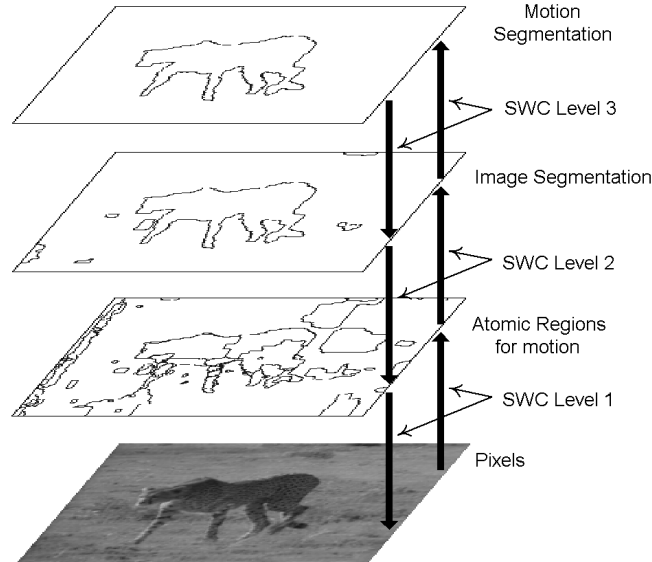 Motion
Segmentation
SWC Level 3
Image Segmentation
SWC Level 2
Atomic Regions
for motion
SWC Level 1
Pixels